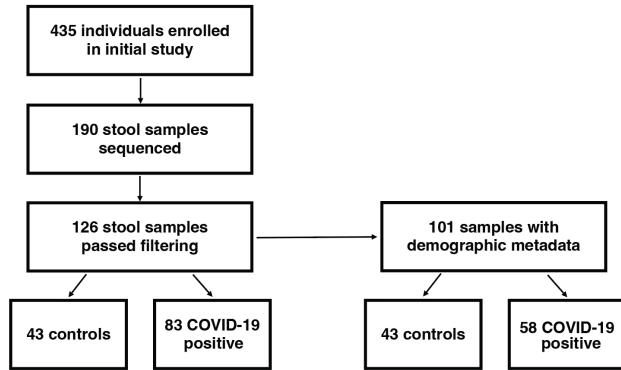 435 individuals enrolled
in initial study
190 stool samples
sequenced
126 stool samples
passed filtering
101 samples with
demographic metadata
43 controls
83 COVID-19
positive
43 controls
58 COVID-19
positive